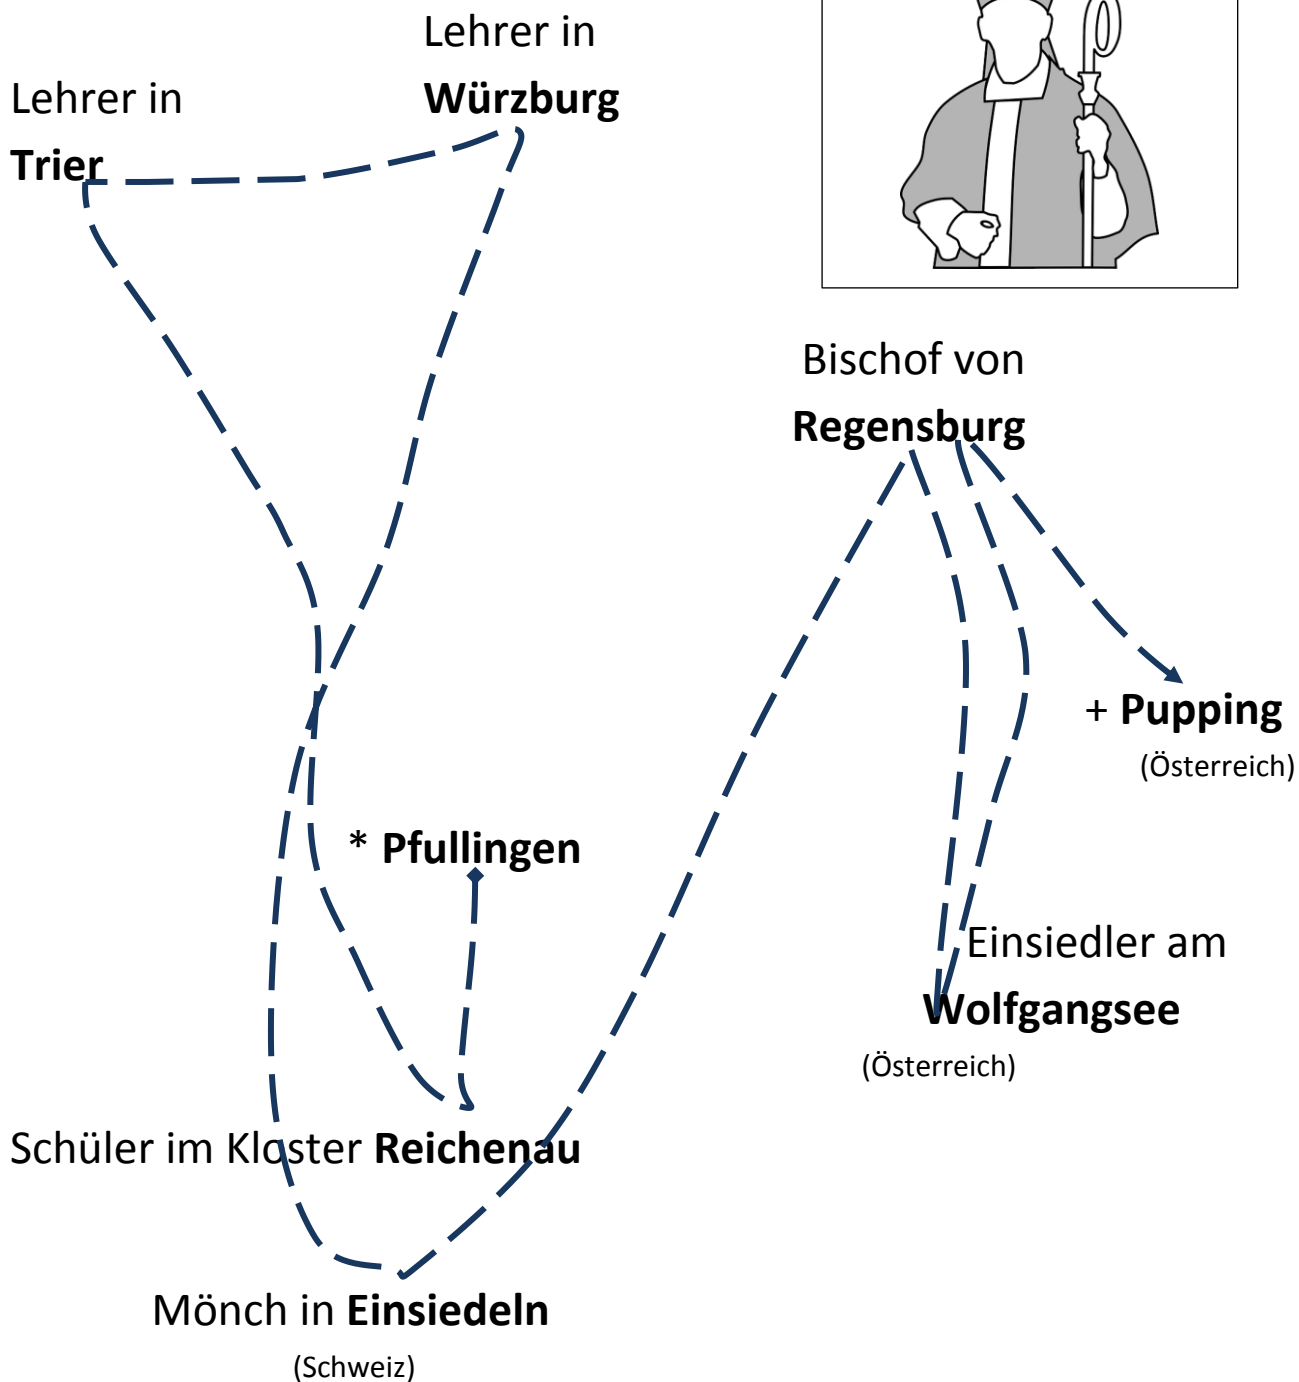 Lehrer in
Würzburg
Lehrer in
Trier
Bischof von
Regensburg
+ Pupping
(Österreich)
* Pfullingen
Einsiedler am
Wolfgangsee
(Österreich)
Schüler im Kloster Reichenau
Mönch in Einsiedeln
(Schweiz)